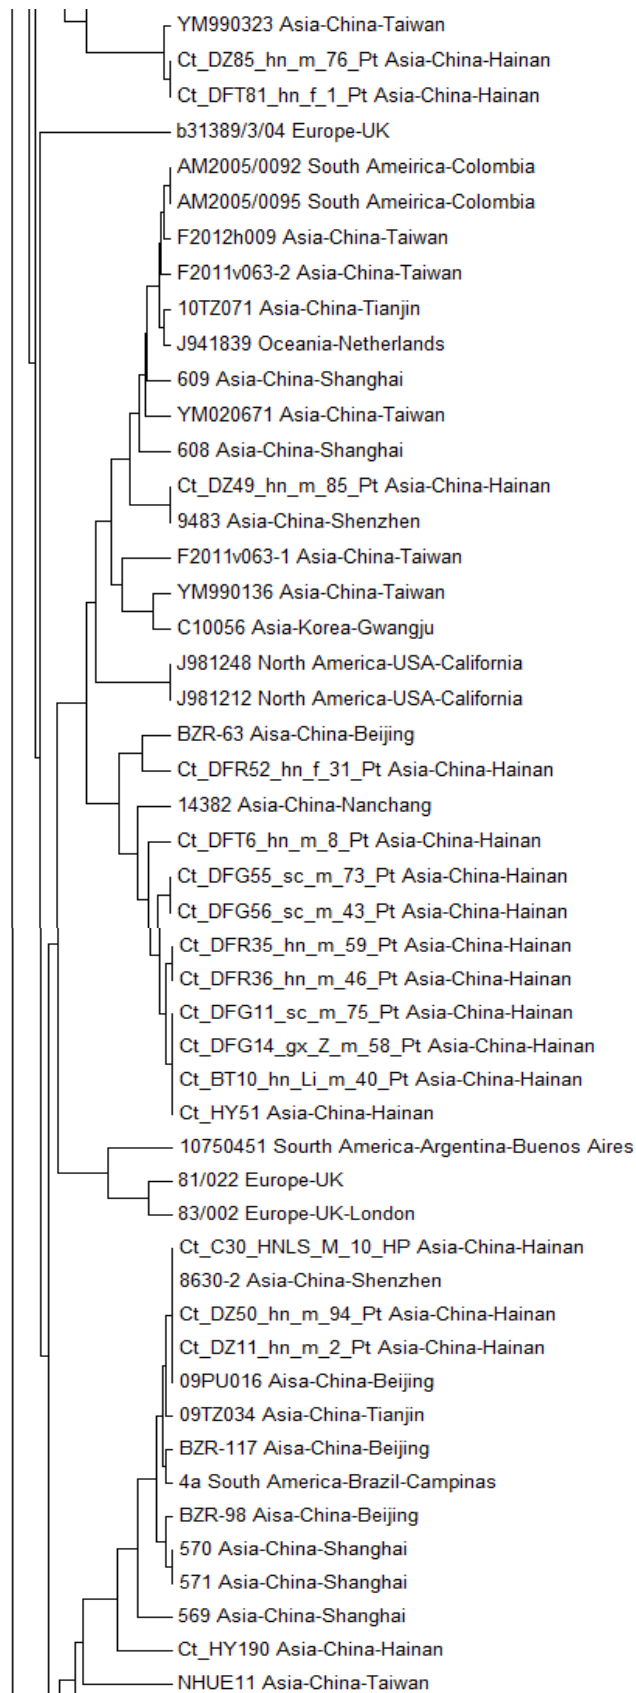 YM990323 Asia-China-Taiwan
Ct_DZ85_hn_m_76_Pt Asia-China-Hainan
Ct_DFT81_hn_f_1_Pt Asia-China-Hainan
b31389/3/04 Europe-UK
AM2005/0092 South Ameirica-Colombia
AM2005/0095 South Ameirica-Colombia
F2012h009 Asia-China-Taiwan
F2011v063-2 Asia-China-Taiwan
10TZ071 Asia-China-Tianjin
J941839 Oceania-Netherlands
609 Asia-China-Shanghai
YM020671 Asia-China-Taiwan
608 Asia-China-Shanghai
Ct_DZ49_hn_m_85_Pt Asia-China-Hainan
9483 Asia-China-Shenzhen
F2011v063-1 Asia-China-Taiwan
YM990136 Asia-China-Taiwan
C10056 Asia-Korea-Gwangju
J981248 North America-USA-California
J981212 North America-USA-California
BZR-63 Aisa-China-Beijing
Ct_DFR52_hn_f_31_Pt Asia-China-Hainan
14382 Asia-China-Nanchang
Ct_DFT6_hn_m_8_Pt Asia-China-Hainan
Ct_DFG55_sc_m_73_Pt Asia-China-Hainan
Ct_DFG56_sc_m_43_Pt Asia-China-Hainan
Ct_DFR35_hn_m_59_Pt Asia-China-Hainan
Ct_DFR36_hn_m_46_Pt Asia-China-Hainan
Ct_DFG11_sc_m_75_Pt Asia-China-Hainan
Ct_DFG14_gx_Z_m_58_Pt Asia-China-Hainan
Ct_BT10_hn_Li_m_40_Pt Asia-China-Hainan
Ct_HY51 Asia-China-Hainan
10750451 Sourth America-Argentina-Buenos Aires
81/022 Europe-UK
83/002 Europe-UK-London
Ct_C30_HNLS_M_10_HP Asia-China-Hainan
8630-2 Asia-China-Shenzhen
Ct_DZ50_hn_m_94_Pt Asia-China-Hainan
Ct_DZ11_hn_m_2_Pt Asia-China-Hainan
09PU016 Aisa-China-Beijing
09TZ034 Asia-China-Tianjin
BZR-117 Aisa-China-Beijing
4a South America-Brazil-Campinas
BZR-98 Aisa-China-Beijing
570 Asia-China-Shanghai
571 Asia-China-Shanghai
569 Asia-China-Shanghai
Ct_HY190 Asia-China-Hainan
NHUE11 Asia-China-Taiwan